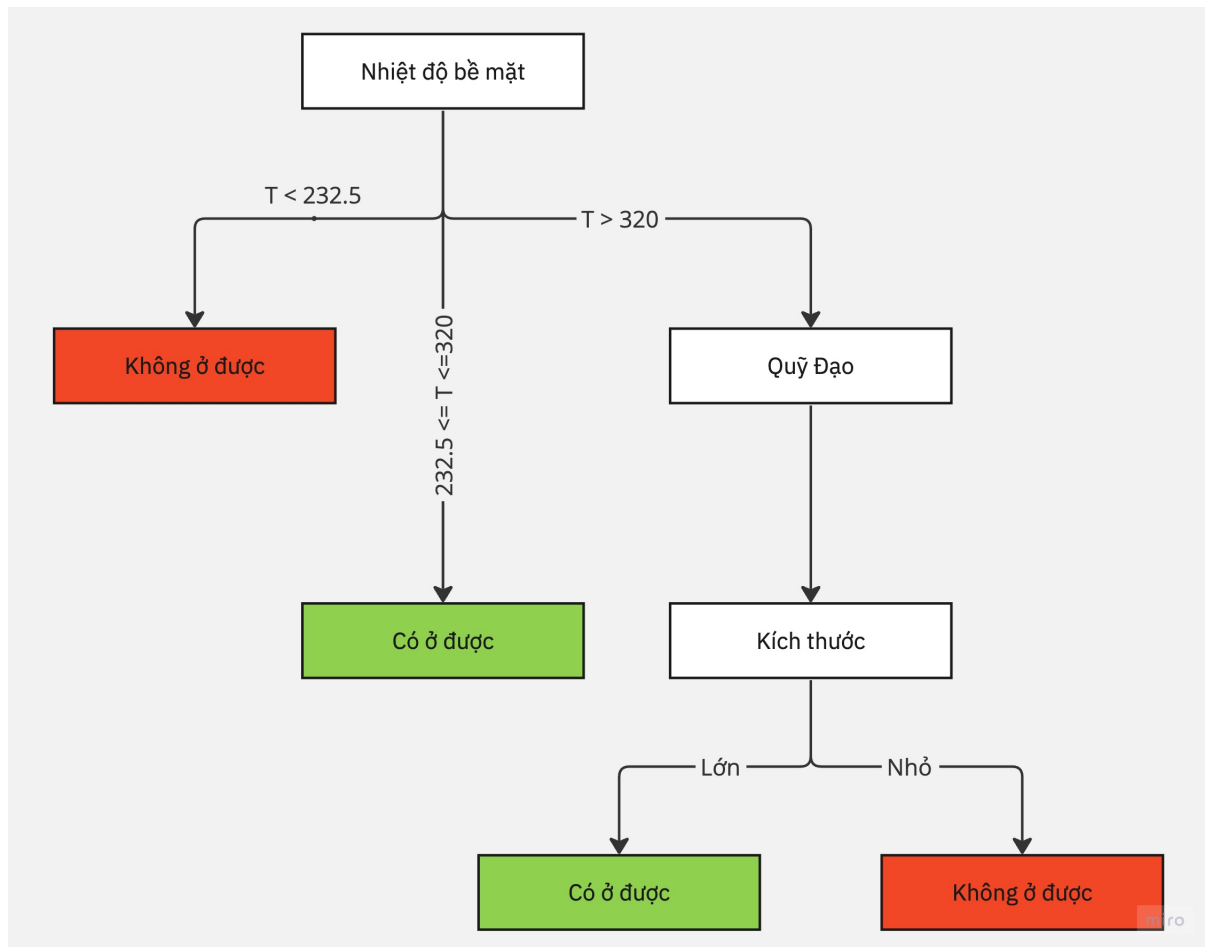 Nhiệt độ bề mặt
T < 232.5
T > 320
232.5 <= T <=320
Không ở được
Quỹ Đạo
Có ở được
Kích thước
Lớn
Nhỏ
Có ở được
Không ở được
miro